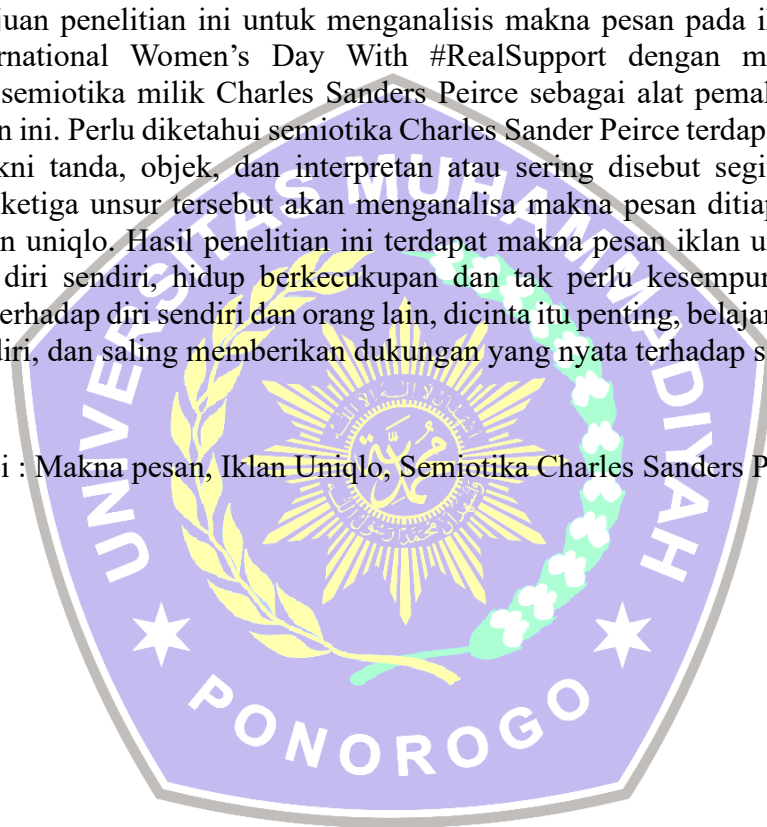 juan penelitian ini untuk menganalisis makna pesan pada i
rnational Women’s Day With #RealSupport dengan m
semiotika milik Charles Sanders Peirce sebagai alat pemal
n ini. Perlu diketahui semiotika Charles Sander Peirce terdap
kni tanda, objek, dan interpretan atau sering disebut segi
ketiga unsur tersebut akan menganalisa makna pesan ditiap
n uniqlo. Hasil penelitian ini terdapat makna pesan iklan u
diri sendiri, hidup berkecukupan dan tak perlu kesempur
erhadap diri sendiri dan orang lain, dicinta itu penting, belajar
diri, dan saling memberikan dukungan yang nyata terhadap s
i : Makna pesan, Iklan Uniqlo, Semiotika Charles Sanders P
UNIVERSITAS MUHAMMADIYAH
PONOROGO